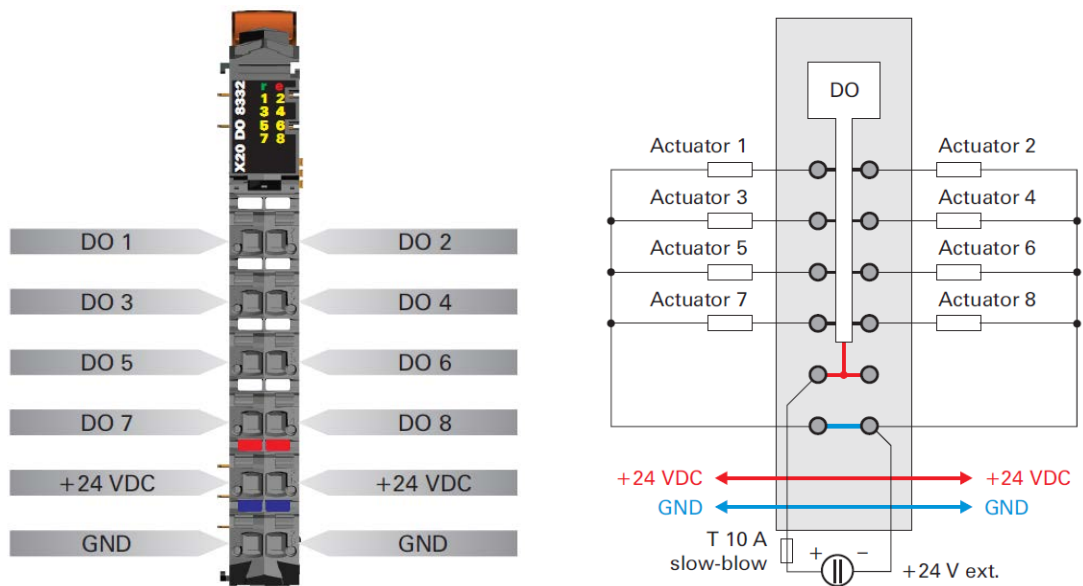 X20 DO 8332
r e
1 2
3 4
5 6
7 8
DO 1
DO 2
DO 3
DO 4
DO 5
DO 6
DO 7
DO 8
+24 VDC
+24 VDC
GND
GND
DO
Actuator 1
Actuator 2
Actuator 3
Actuator 4
Actuator 5
Actuator 6
Actuator 7
Actuator 8
+24 VDC
+24 VDC
GND
GND
T 10 A
slow-blow
+ −
+24 V ext.